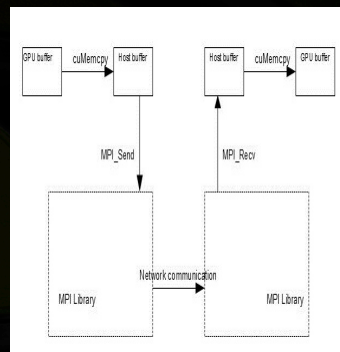 GPU buffer
cuMemcpy
Host buffer
Host buffer
cuMemcpy
GPU buffer
MPI_Send
MPI_Recv
Network communication
MPI Library
MPI Library